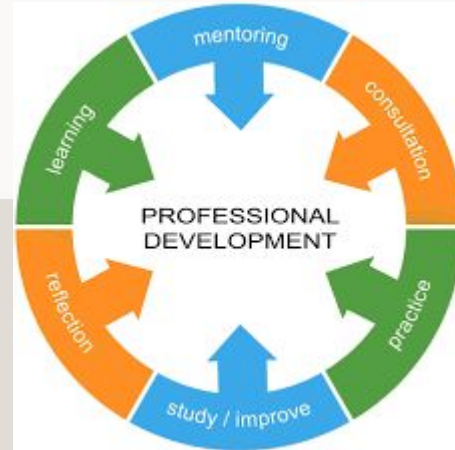 mentoring
consultation
practice
study / improve
reflection
learning
PROFESSIONAL
DEVELOPMENT